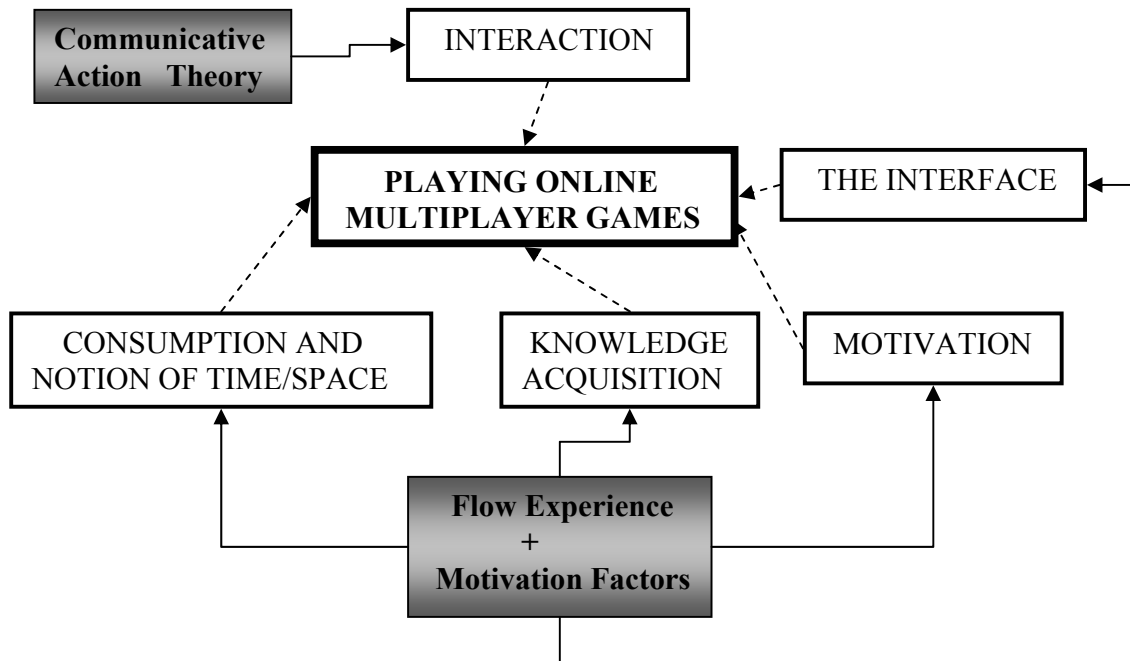 Communicative
Action Theory
INTERACTION
PLAYING ONLINE
MULTIPLAYER GAMES
THE INTERFACE
CONSUMPTION AND
NOTION OF TIME/SPACE
KNOWLEDGE
ACQUISITION
MOTIVATION
Flow Experience
+
Motivation Factors